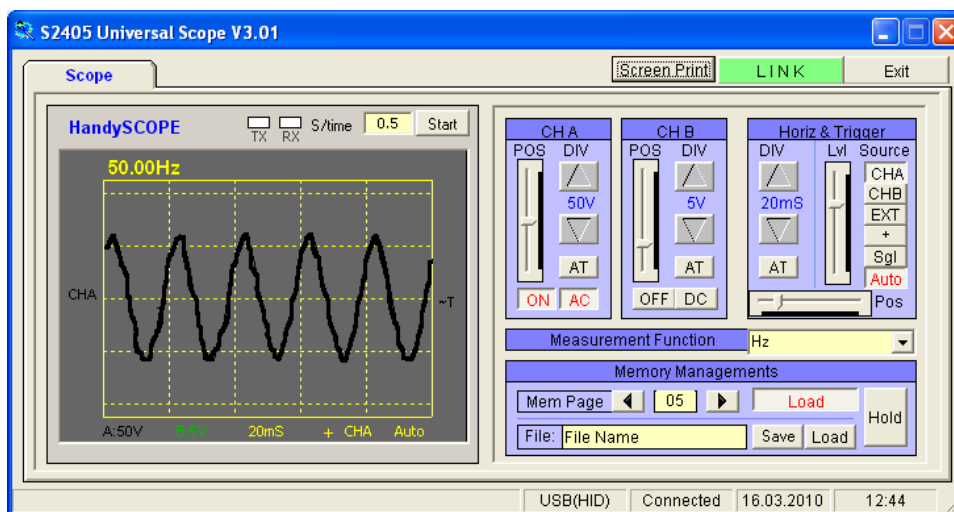 S2405 Universal Scope V3.01
Scope
Screen Print
LINK
Exit
HandySCOPE
TX
RX
S/time
0.5
Start
50.00Hz
CHA
~T
A:50V B:5V 20mS + CHA Auto
CH A
POS DIV
50V
AT
ON AC
CH B
POS DIV
5V
AT
OFF DC
Horiz & Trigger
DIV Lvl Source
20mS
AT
CHA
CHB
EXT
+
Sgl
Auto
Pos
Measurement Function
Hz
Memory Managements
Mem Page 05 Load
Hold
File: File Name Save Load
USB(HID) Connected 16.03.2010 12:44